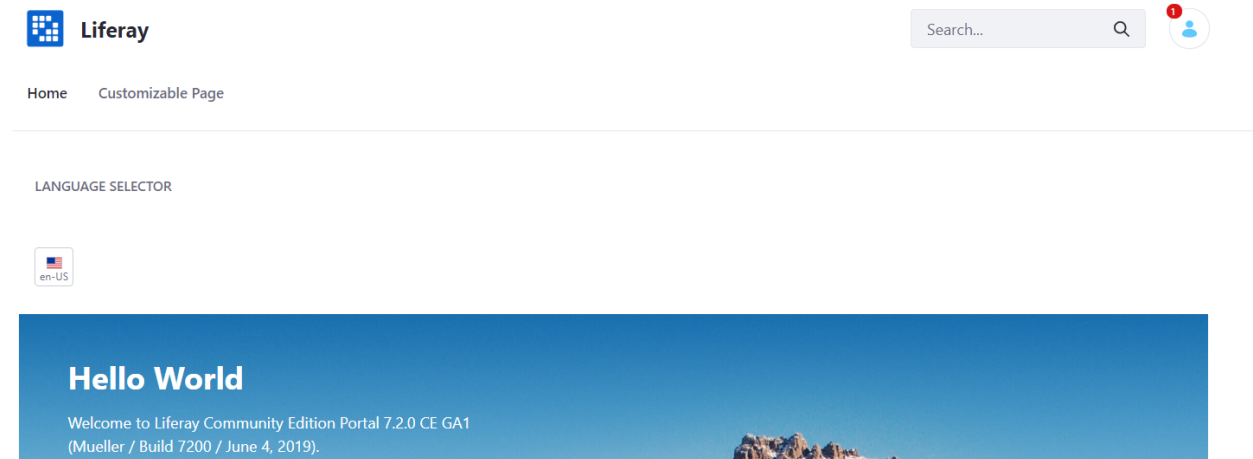 Liferay
Search...
1
Home Customizable Page
LANGUAGE SELECTOR
en-US
Hello World
Welcome to Liferay Community Edition Portal 7.2.0 CE GA1
(Mueller / Build 7200 / June 4, 2019).